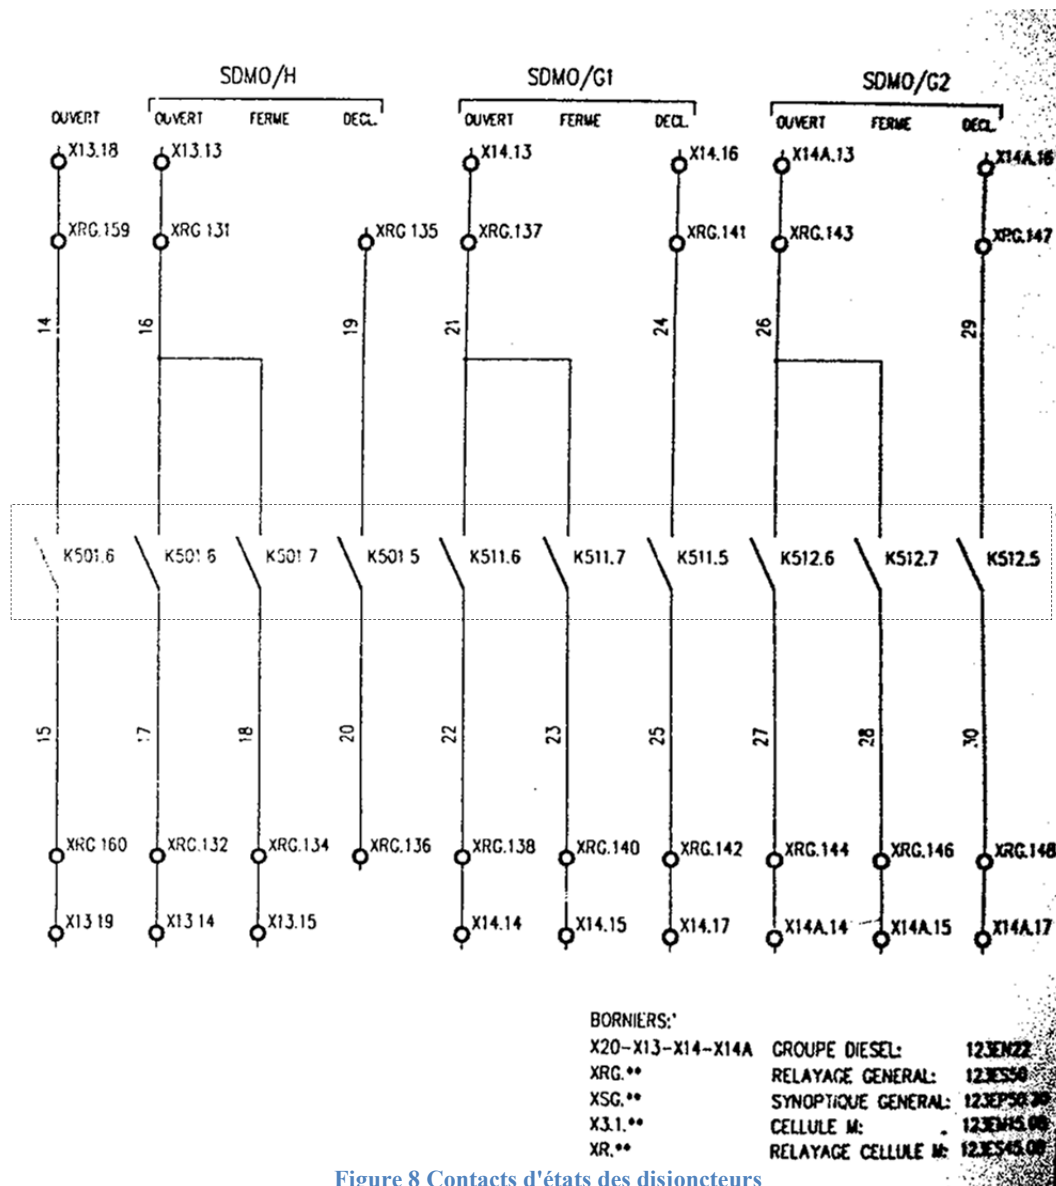 SDMO/H SDMO/G1 SDMO/G2
OUVERT OUVERT FERME DECL. OUVERT FERME DECL. OUVERT FERME DECL.
X13.18 X13.13 X14.13 X14.16 X14A.13 X14A.16
XRG.159 XRG 131 XRG 135 XRG.137 XRG.141 XRG.143 XRG.147
14 16 19 21 24 26 29
K501.6 K501 6 K501 7 K501 5 K511.6 K511.7 K511.5 K512.6 K512.7 K512.5
15 17 18 20 22 23 25 27 28 30
XRG 160 XRG.132 XRG.134 XRG.136 XRG.138 XRG.140 XRG.142 XRG.144 XRG.146 XRG.148
X13 19 X13 14 X13.15 X14.14 X14.15 X14.17 X14A.14 X14A.15 X14A.17
BORNIERS:
X20-X13-X14-X14A GROUPE DIESEL: 123EN22
XRG.** RELAYAGE GENERAL: 123ES50
XSG.** SYNOPTIQUE GENERAL:
X3.1.** CELLULE M:
XR.** RELAYAGE CELLULE M:
Figure 8 Contacts d'états des disjoncteurs